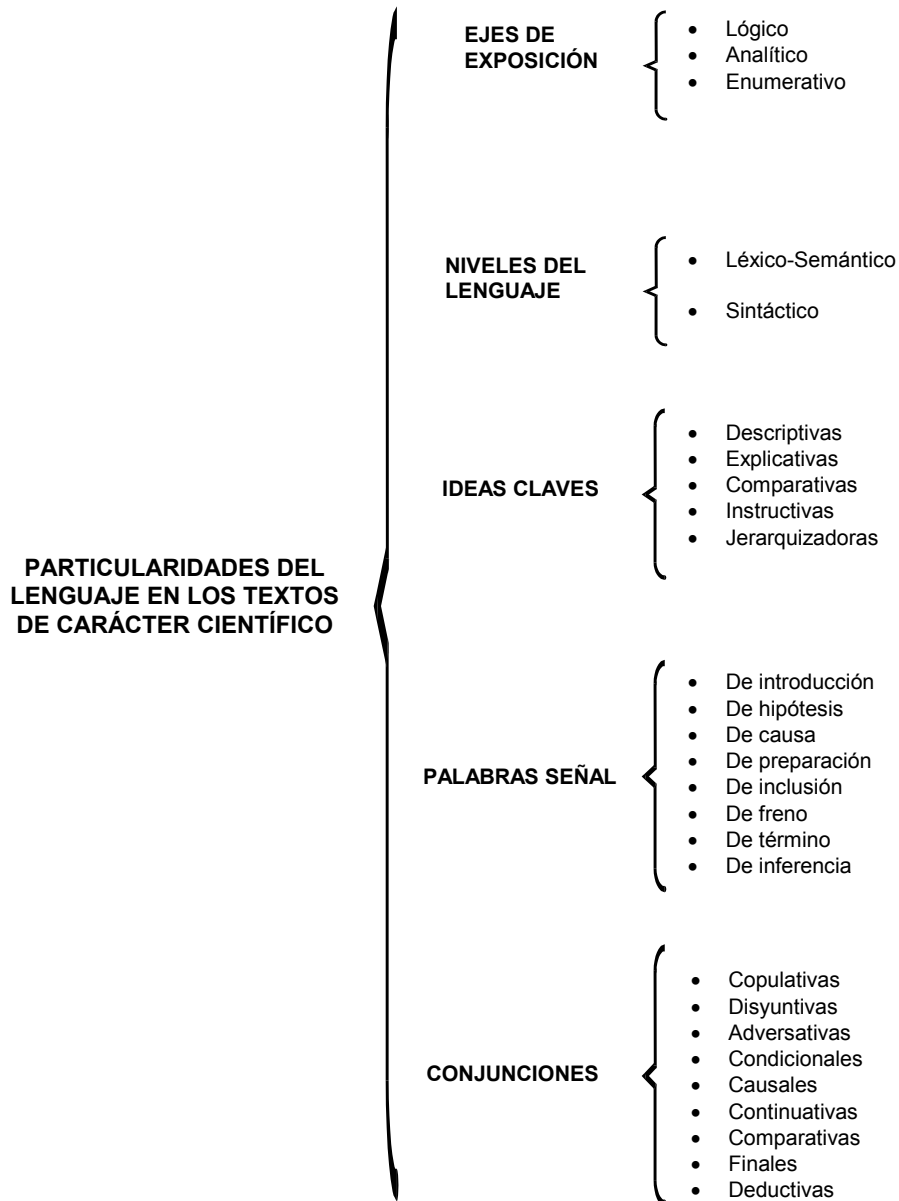 PARTICULARIDADES DEL
LENGUAJE EN LOS TEXTOS
DE CARÁCTER CIENTÍFICO
EJES DE
EXPOSICIÓN
• Lógico
• Analítico
• Enumerativo
NIVELES DEL
LENGUAJE
• Léxico-Semántico
• Sintáctico
IDEAS CLAVES
• Descriptivas
• Explicativas
• Comparativas
• Instructivas
• Jerarquizadoras
PALABRAS SEÑAL
• De introducción
• De hipótesis
• De causa
• De preparación
• De inclusión
• De freno
• De término
• De inferencia
CONJUNCIONES
• Copulativas
• Disyuntivas
• Adversativas
• Condicionales
• Causales
• Continuativas
• Comparativas
• Finales
• Deductivas